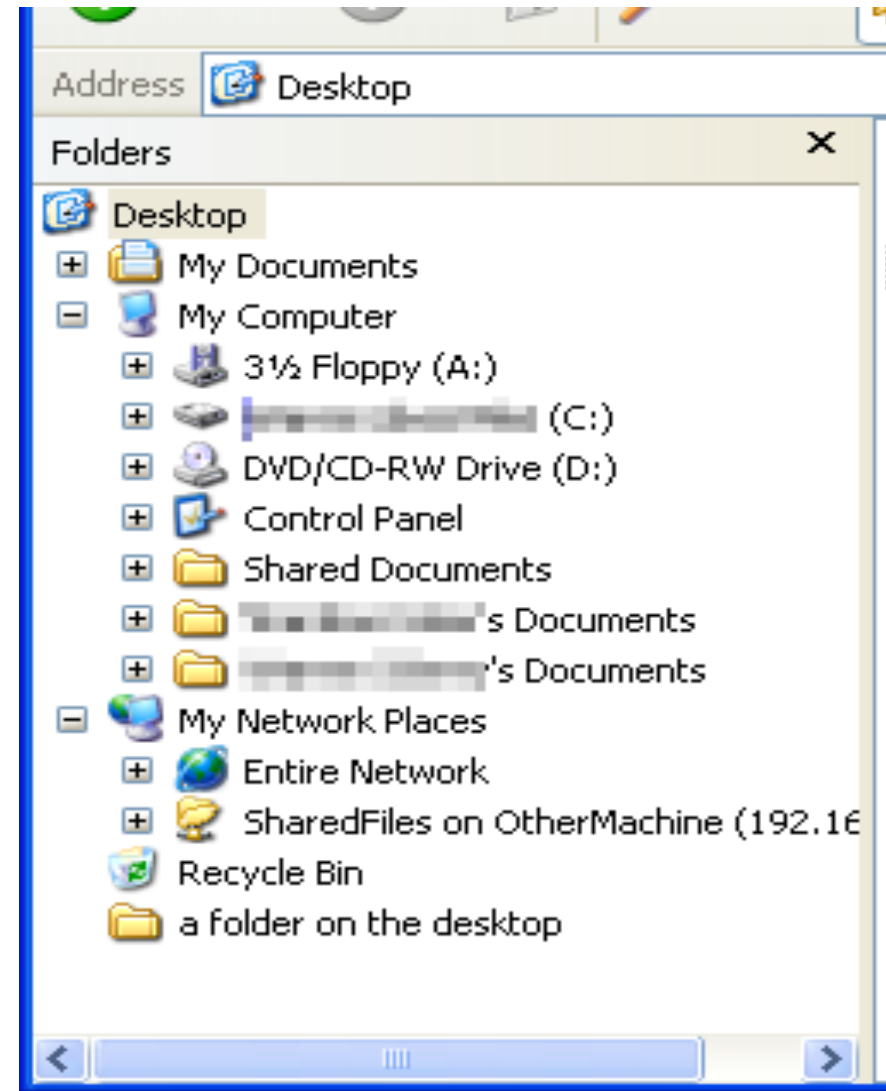 Address Desktop
Folders
Desktop
My Documents
My Computer
3½ Floppy (A:)
(C:)
DVD/CD-RW Drive (D:)
Control Panel
Shared Documents
's Documents
's Documents
My Network Places
Entire Network
SharedFiles on OtherMachine (192.16
Recycle Bin
a folder on the desktop